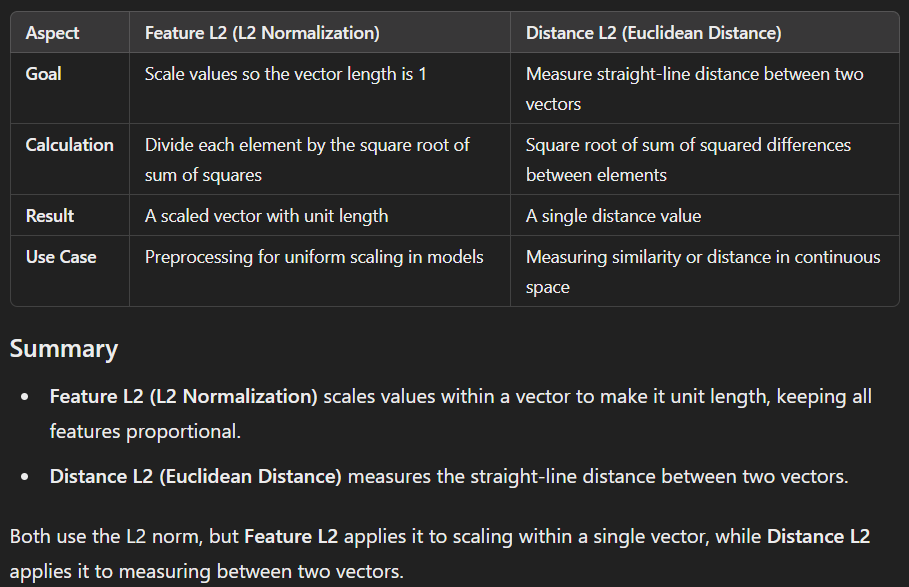 Aspect Feature L2 (L2 Normalization) Distance L2 (Euclidean Distance)
Goal Scale values so the vector length is 1 Measure straight-line distance between two
vectors
Calculation Divide each element by the square root of Square root of sum of squared differences
sum of squares between elements
Result A scaled vector with unit length A single distance value
Use Case Preprocessing for uniform scaling in models Measuring similarity or distance in continuous
space
Summary
• Feature L2 (L2 Normalization) scales values within a vector to make it unit length, keeping all
features proportional.
• Distance L2 (Euclidean Distance) measures the straight-line distance between two vectors.
Both use the L2 norm, but Feature L2 applies it to scaling within a single vector, while Distance L2
applies it to measuring between two vectors.